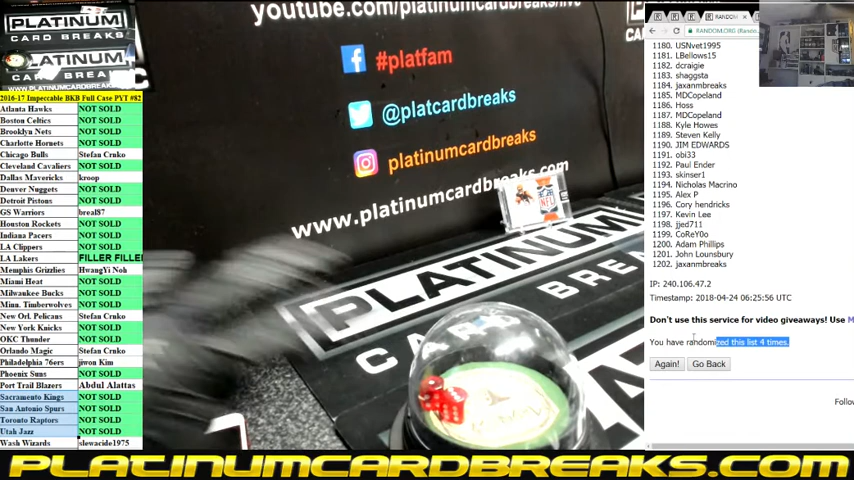 PLATINUM
CARD BREAKS
PLATINUM
CARD BREAKS
2016-17 Impeccable BKB Full Case PYT #82
Atlanta Hawks NOT SOLD
Boston Celtics NOT SOLD
Brooklyn Nets NOT SOLD
Charlotte Hornets NOT SOLD
Chicago Bulls Stefan Crnko
Cleveland Cavaliers NOT SOLD
Dallas Mavericks kroop
Denver Nuggets NOT SOLD
Detroit Pistons NOT SOLD
GS Warriors breal87
Houston Rockets NOT SOLD
Indiana Pacers NOT SOLD
LA Clippers NOT SOLD
LA Lakers FILLER FILLE
Memphis Grizzlies HwangYi Noh
Miami Heat NOT SOLD
Milwaukee Bucks NOT SOLD
Minn. Timberwolves NOT SOLD
New Orl. Pelicans Stefan Crnko
New York Knicks NOT SOLD
OKC Thunder NOT SOLD
Orlando Magic Stefan Crnko
Philadelphia 76ers jiwon Kim
Phoenix Suns NOT SOLD
Port Trail Blazers Abdul Alattas
Sacramento Kings NOT SOLD
San Antonio Spurs NOT SOLD
Toronto Raptors NOT SOLD
Utah Jazz NOT SOLD
Wash Wizards slewacide1975
youtube.com/platinumcardbreaks/live
#platfam
@platcardbreaks
platinumcardbreaks
www.platinumcardbreaks.com
NFL
PLATINUM
CARD BREA
RANDOM
RANDOM.ORG (Rando
1180. USNvet1995
1181. LBellows15
1182. dcraigie
1183. shaggsta
1184. jaxanmbreaks
1185. MDCopeland
1186. Hoss
1187. MDCopeland
1188. Kyle Howes
1189. Steven Kelly
1190. JIM EDWARDS
1191. obi33
1192. Paul Ender
1193. skinser1
1194. Nicholas Macrino
1195. Alex P
1196. Cory hendricks
1197. Kevin Lee
1198. jjed711
1199. CoReY0o
1200. Adam Phillips
1201. John Lounsbury
1202. jaxanmbreaks
IP: 240.106.47.2
Timestamp: 2018-04-24 06:25:56 UTC
Don't use this service for video giveaways! Use M
You have randomized this list 4 times.
Again! Go Back
Follo
PLATINUMCARDBREAKS.COM